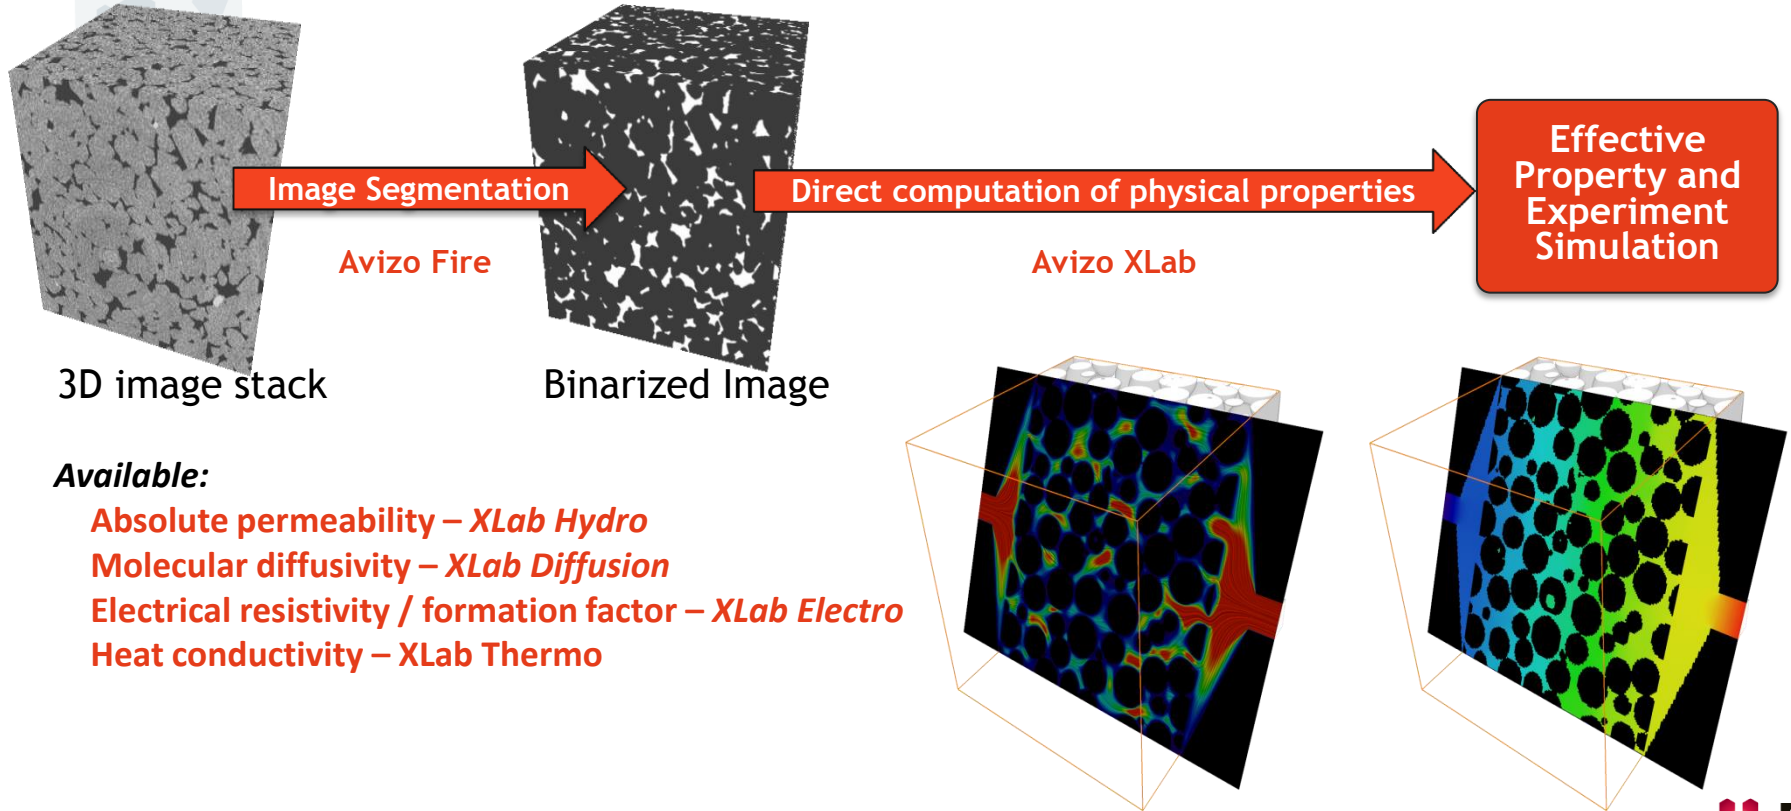 Image Segmentation
Avizo Fire
Direct computation of physical properties
Avizo XLab
Effective
Property and
Experiment
Simulation
3D image stack
Binarized Image
Available:
Absolute permeability – XLab Hydro
Molecular diffusivity – XLab Diffusion
Electrical resistivity / formation factor – XLab Electro
Heat conductivity – XLab Thermo